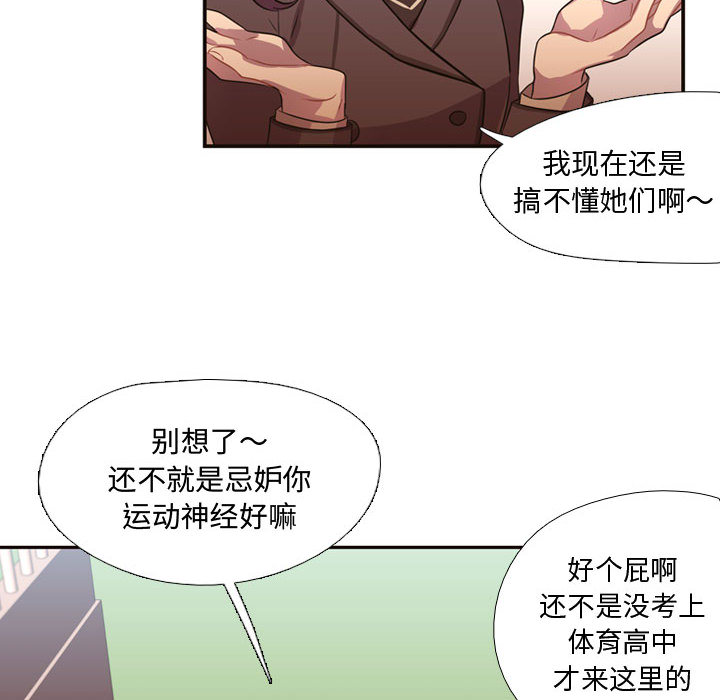 我现在还是
搞不懂她们啊～
别想了～
还不就是忌妒你
运动神经好嘛
好个屁啊
还不是没考上
体育高中
才来这里的